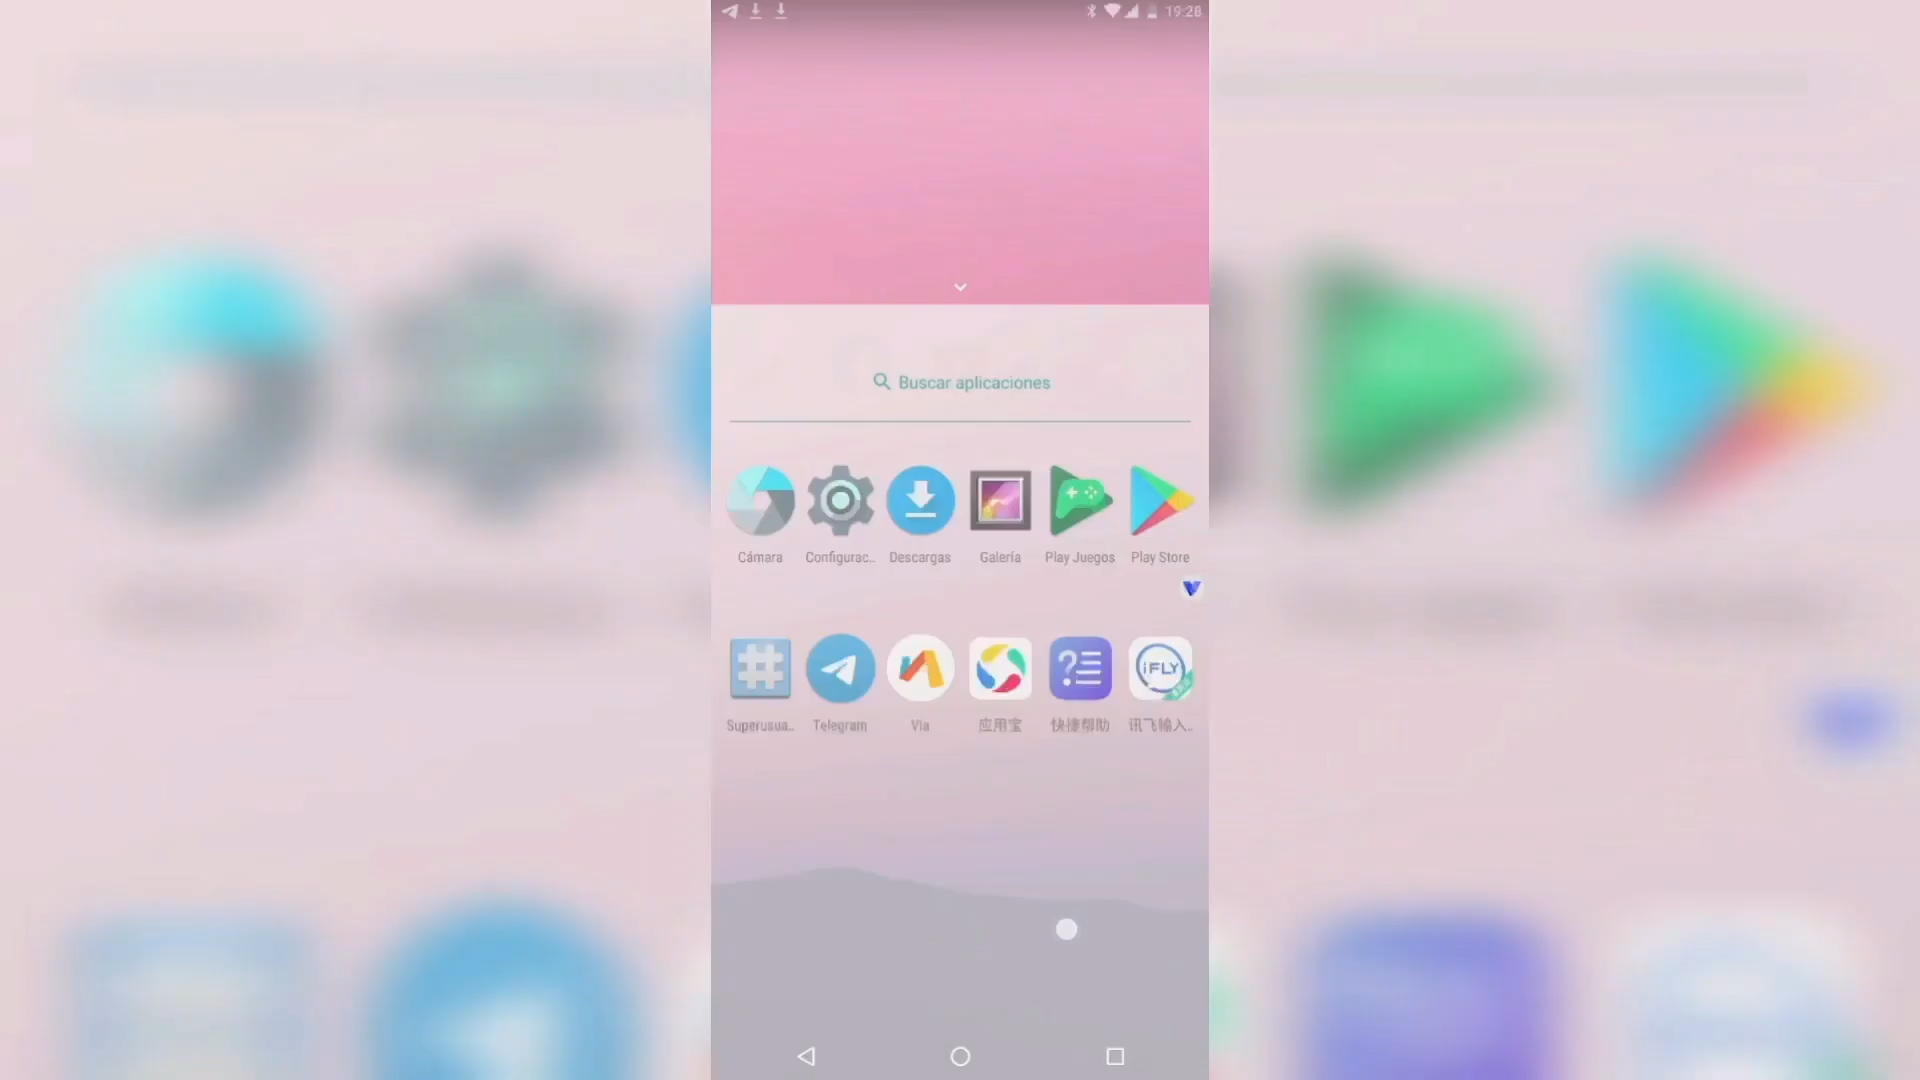 19:28
Buscar aplicaciones
Cámara Configurac.. Descargas Galería Play Juegos Play Store
iFLY
Superusua.. Telegram Via 应用宝 快捷帮助 讯飞输入..